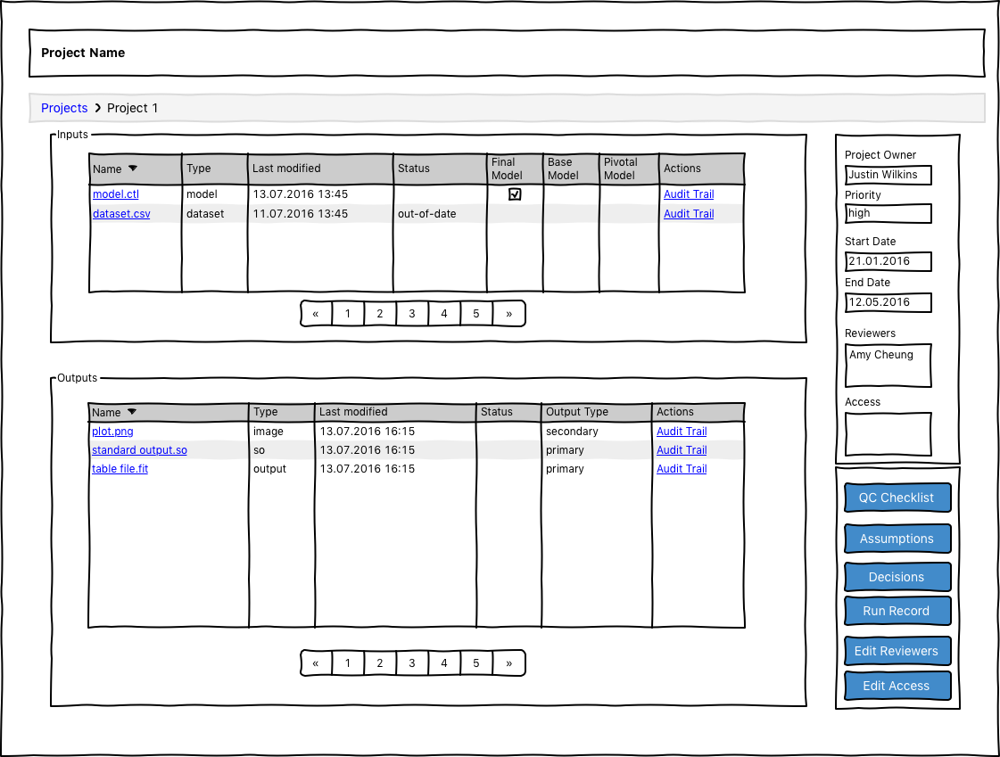 Project Name
Projects > Project 1
Inputs
Name Type Last modified Status Final Model Base Model Pivotal Model Actions
model.ctl model 13.07.2016 13:45 Audit Trail
dataset.csv dataset 11.07.2016 13:45 out-of-date Audit Trail
« 1 2 3 4 5 »
Outputs
Name Type Last modified Status Output Type Actions
plot.png image 13.07.2016 16:15 secondary Audit Trail
standard output.so so 13.07.2016 16:15 primary Audit Trail
table file.fit output 13.07.2016 16:15 primary Audit Trail
« 1 2 3 4 5 »
Project Owner
Justin Wilkins
Priority
high
Start Date
21.01.2016
End Date
12.05.2016
Reviewers
Amy Cheung
Access
QC Checklist
Assumptions
Decisions
Run Record
Edit Reviewers
Edit Access